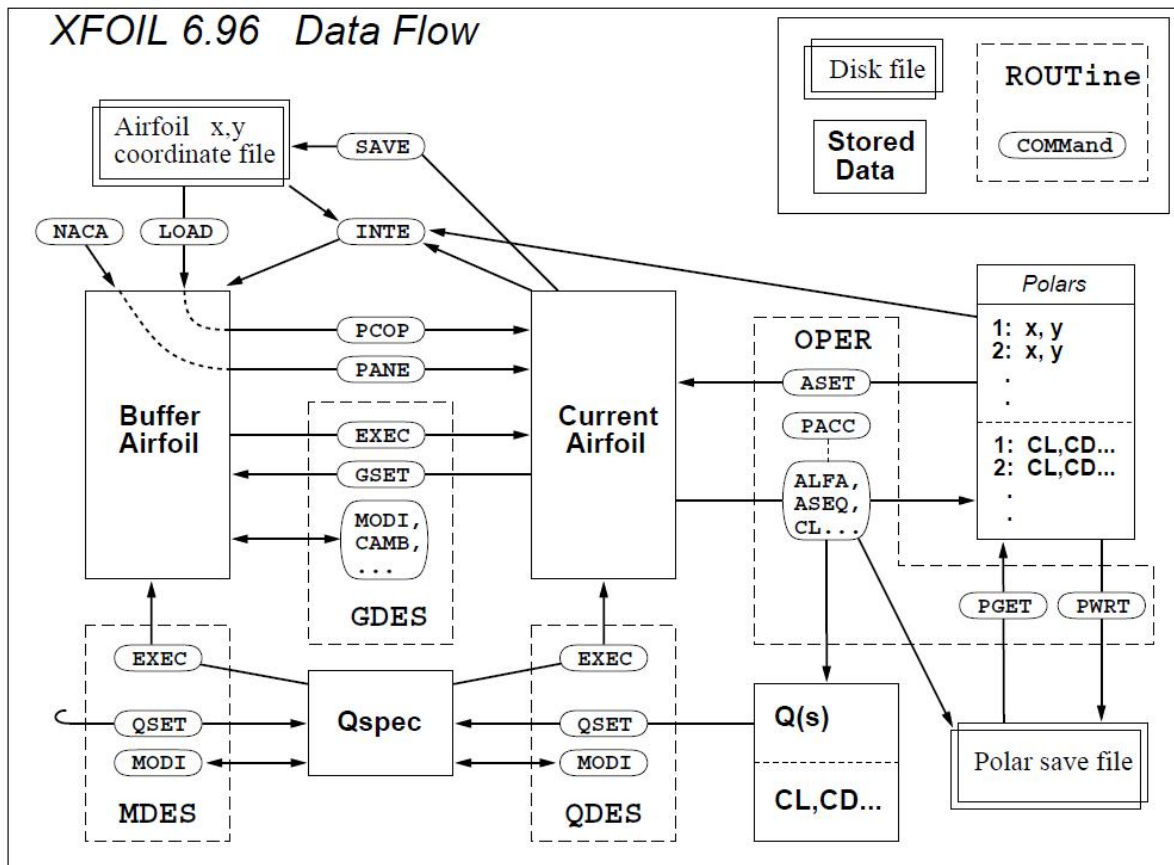 XFOIL 6.96 Data Flow
Disk file
ROUTine
Stored
Data
COMMand
Airfoil x,y
coordinate file
SAVE
NACA
LOAD
INTE
Buffer
Airfoil
PCOP
PANE
EXEC
GSET
MODI,
CAMB,
...
GDES
Current
Airfoil
OPER
ASET
PACC
ALFA,
ASEQ,
CL...
Polars
1: x, y
2: x, y
.
.
1: CL,CD...
2: CL,CD...
.
.
PGET
PWRT
EXEC
QSET
MODI
MDES
Qspec
EXEC
QSET
MODI
QDES
Q(s)
CL,CD...
Polar save file